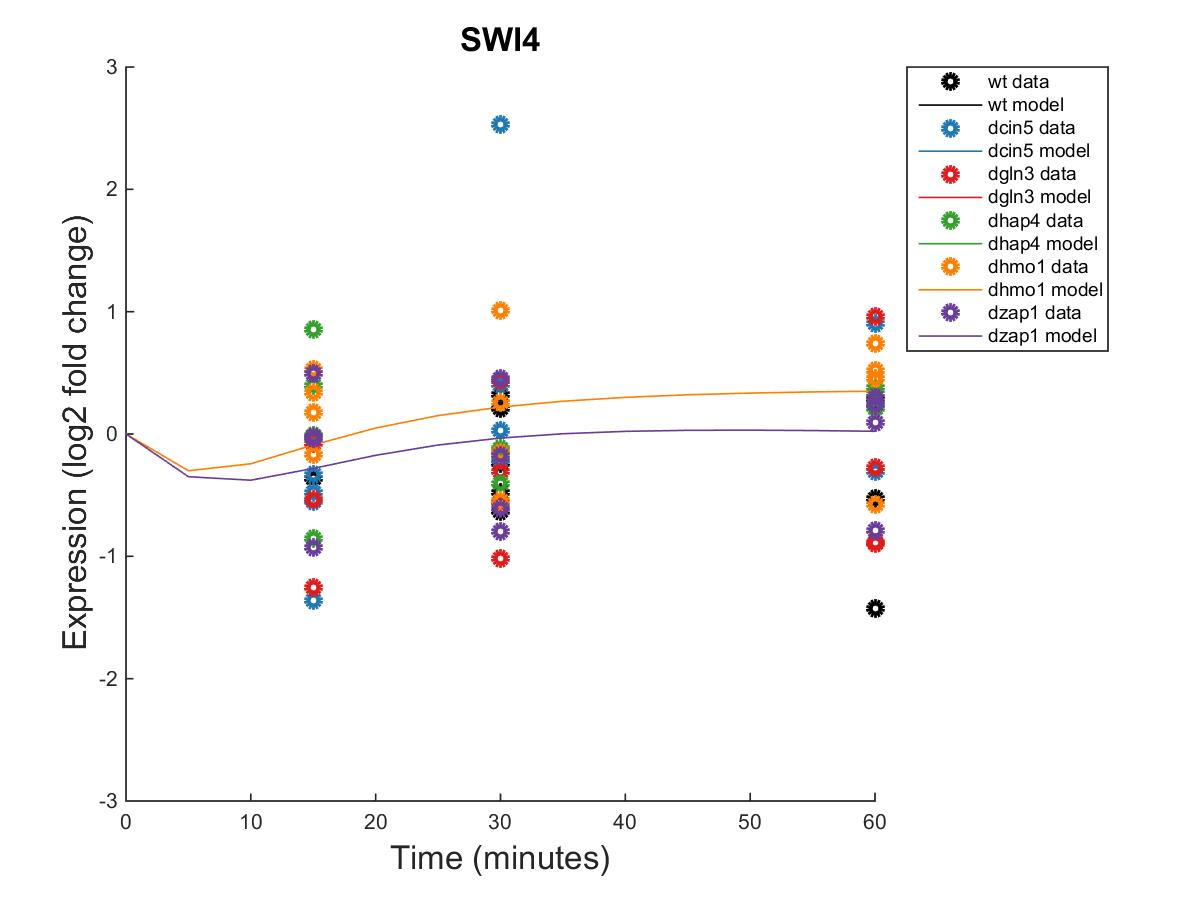 SWI4
Expression (log2 fold change)
3
2
1
0
-1
-2
-3
0 10 20 30 40 50 60
Time (minutes)
wt data
wt model
dcin5 data
dcin5 model
dgln3 data
dgln3 model
dhap4 data
dhap4 model
dhmo1 data
dhmo1 model
dzap1 data
dzap1 model